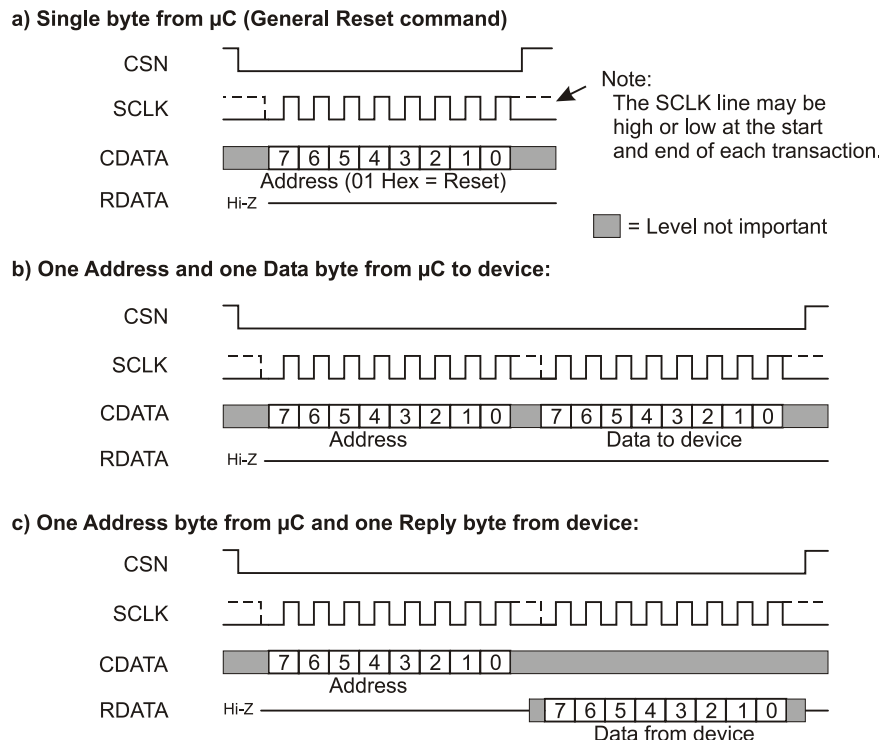 a) Single byte from µC (General Reset command)
CSN
SCLK
Note:
The SCLK line may be
high or low at the start
and end of each transaction.
CDATA 7 6 5 4 3 2 1 0
Address (01 Hex = Reset)
RDATA Hi-Z
= Level not important
b) One Address and one Data byte from µC to device:
CSN
SCLK
CDATA 7 6 5 4 3 2 1 0 7 6 5 4 3 2 1 0
Address Data to device
RDATA Hi-Z
c) One Address byte from µC and one Reply byte from device:
CSN
SCLK
CDATA 7 6 5 4 3 2 1 0
Address
RDATA Hi-Z 7 6 5 4 3 2 1 0
Data from device